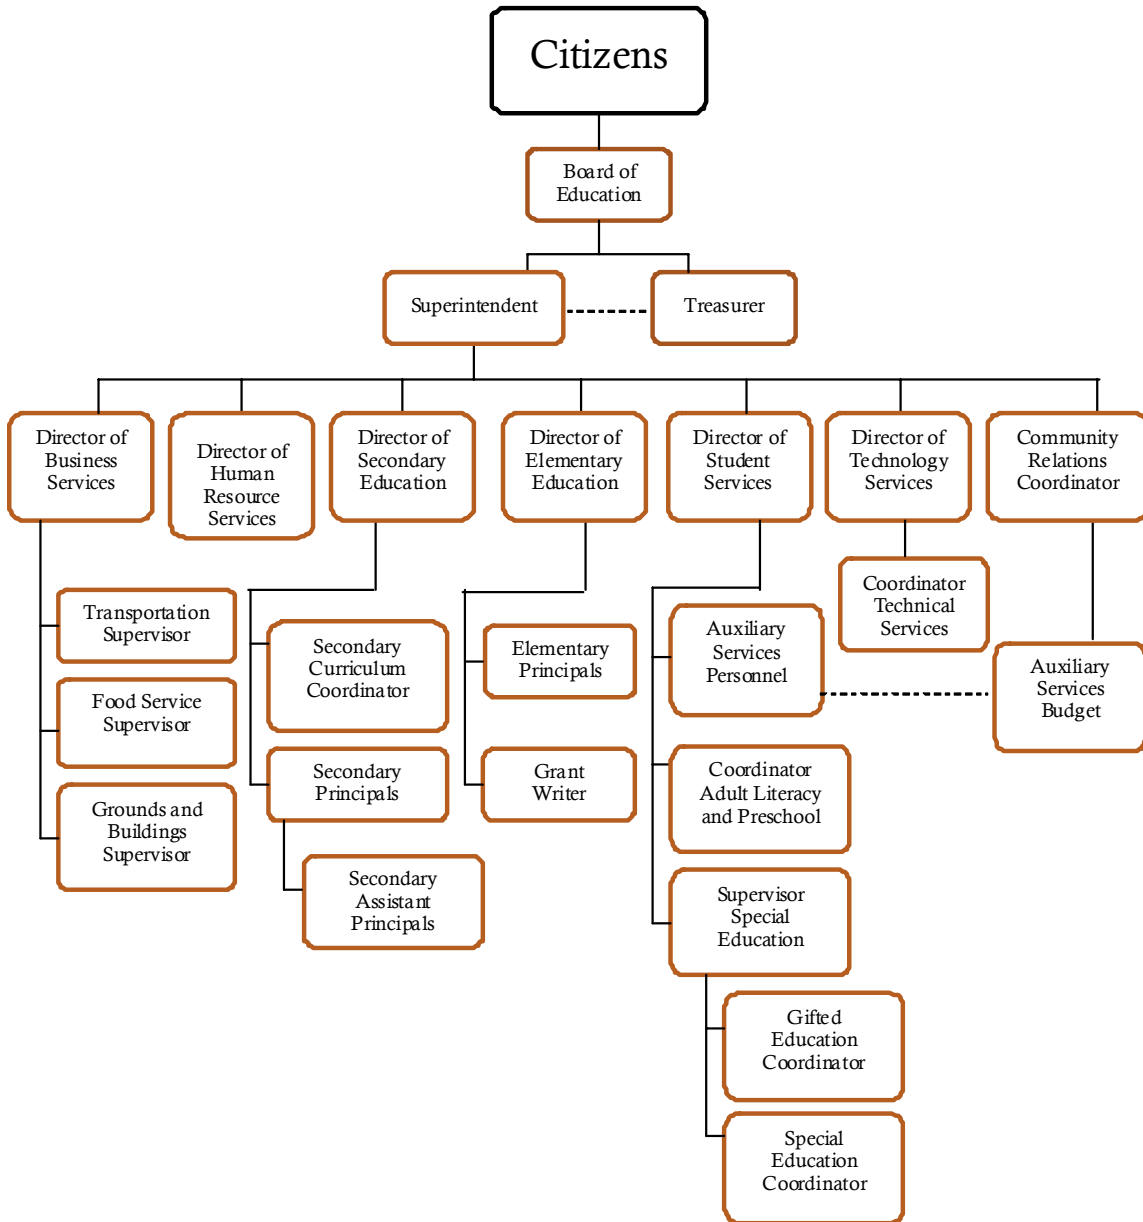 Citizens
Board of
Education
Superintendent
Treasurer
Director of
Business
Services
Director of
Human
Resource
Services
Director of
Secondary
Education
Director of
Elementary
Education
Director of
Student
Services
Director of
Technology
Services
Community
Relations
Coordinator
Transportation
Supervisor
Food Service
Supervisor
Grounds and
Buildings
Supervisor
Secondary
Curriculum
Coordinator
Secondary
Principals
Secondary
Assistant
Principals
Elementary
Principals
Grant
Writer
Auxiliary
Services
Personnel
Coordinator
Adult Literacy
and Preschool
Supervisor
Special
Education
Gifted
Education
Coordinator
Special
Education
Coordinator
Coordinator
Technical
Services
Auxiliary
Services
Budget